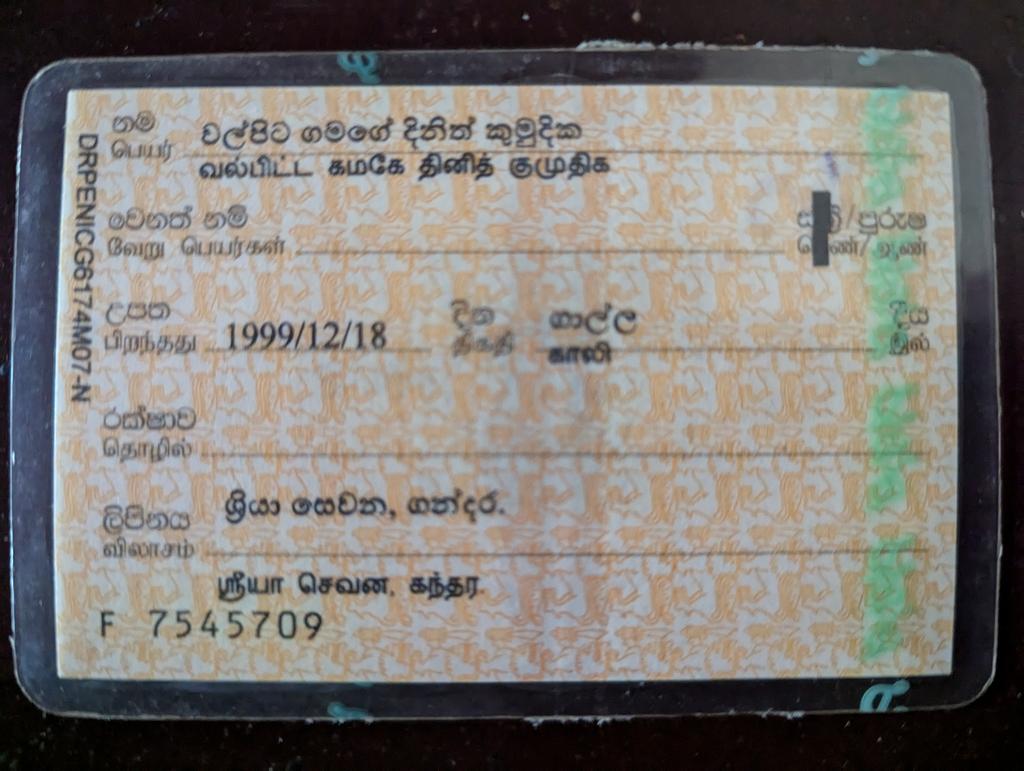 නම වල්පිට ගමගේ දිනිත් කුමුදික
பெயர் வல்பிட்ட கமகே தினித் குமுதிக
වෙනත් නම් ස්ත්‍රී/පුරුෂ
வேறு பெயர்கள் பெண்/ஆண்
උපත 1999/12/18 දින ගාල්ල දීය
பிறந்தது திகதி காலி இல்
රක්ෂාව
தொழில்
ලිපිනය ශ්‍රියා සෙවන, ගන්දර.
விலாசம்
ஸ்ரீயா செவன, கந்தர.
F 7545709
DRPENICG6174M07-N